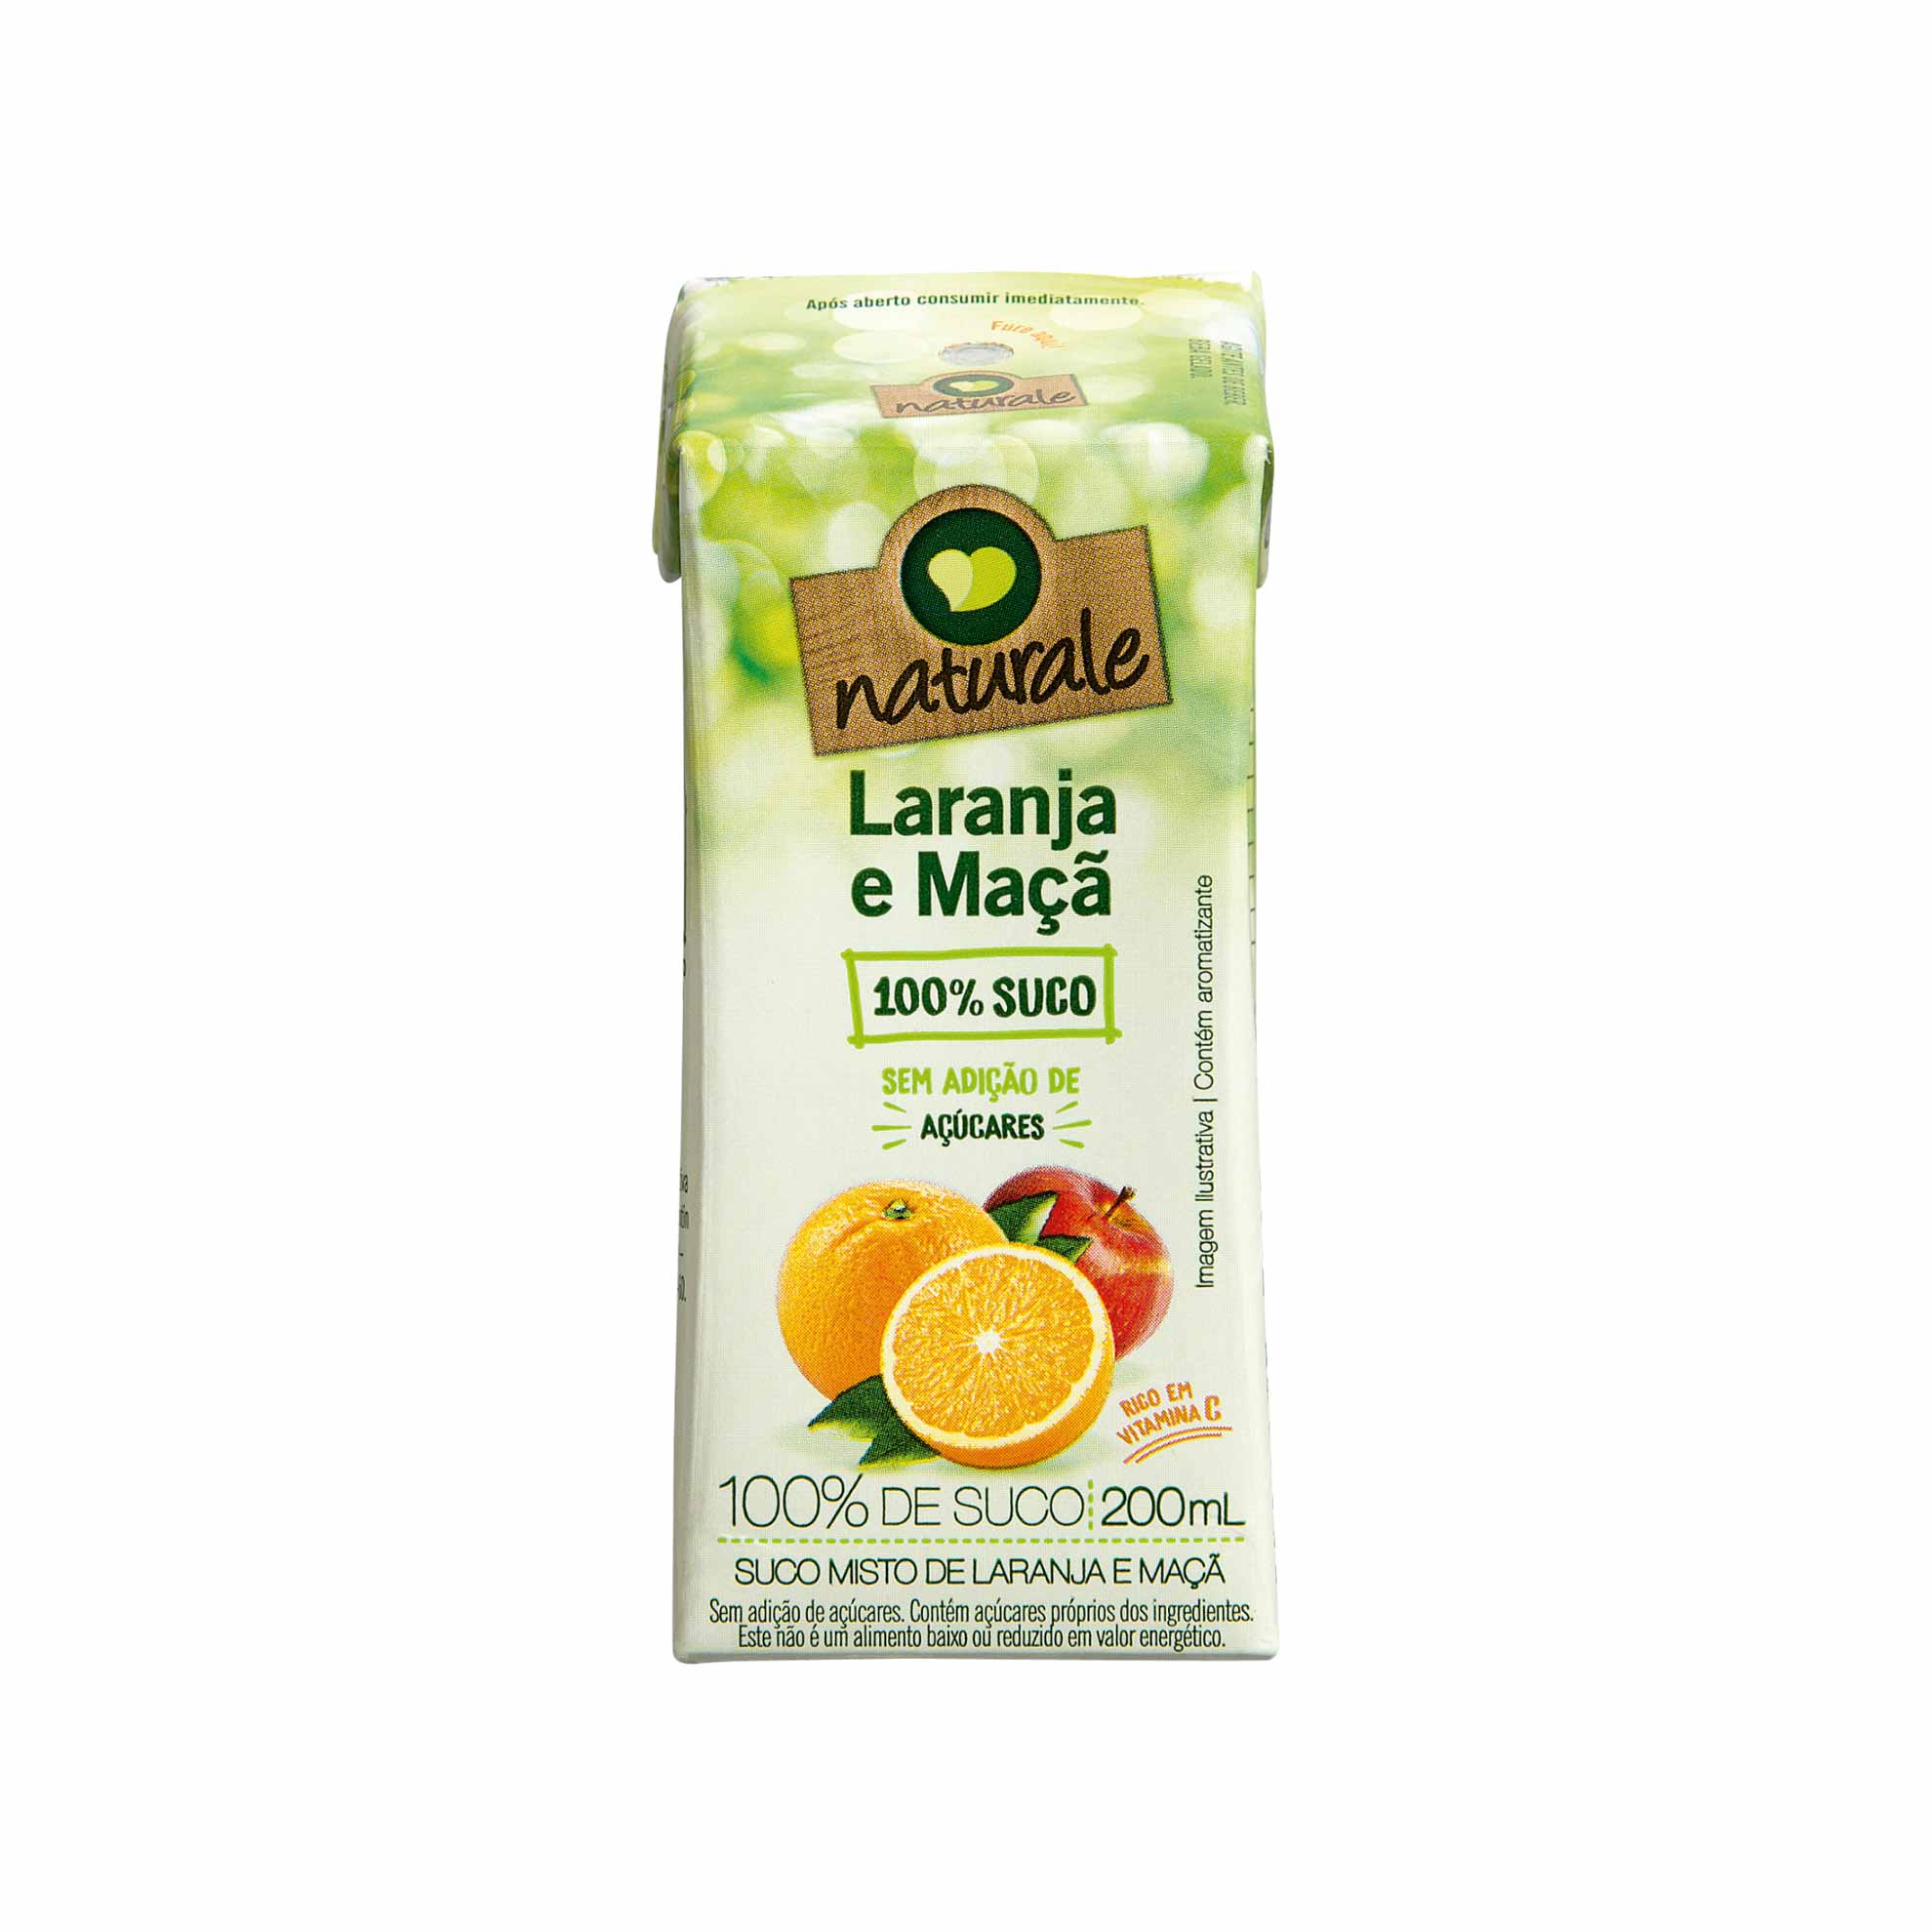 Após aberto consumir imediatamente.
Fure aqui!
naturale
naturale
Laranja
e Maçã
100% SUCO
SEM ADIÇÃO DE
AÇÚCARES
Imagem Ilustrativa | Contém aromatizante
RICO EM
VITAMINA C
100% DE SUCO 200mL
SUCO MISTO DE LARANJA E MAÇÃ
Sem adição de açúcares. Contém açúcares próprios dos ingredientes.
Este não é um alimento baixo ou reduzido em valor energético.